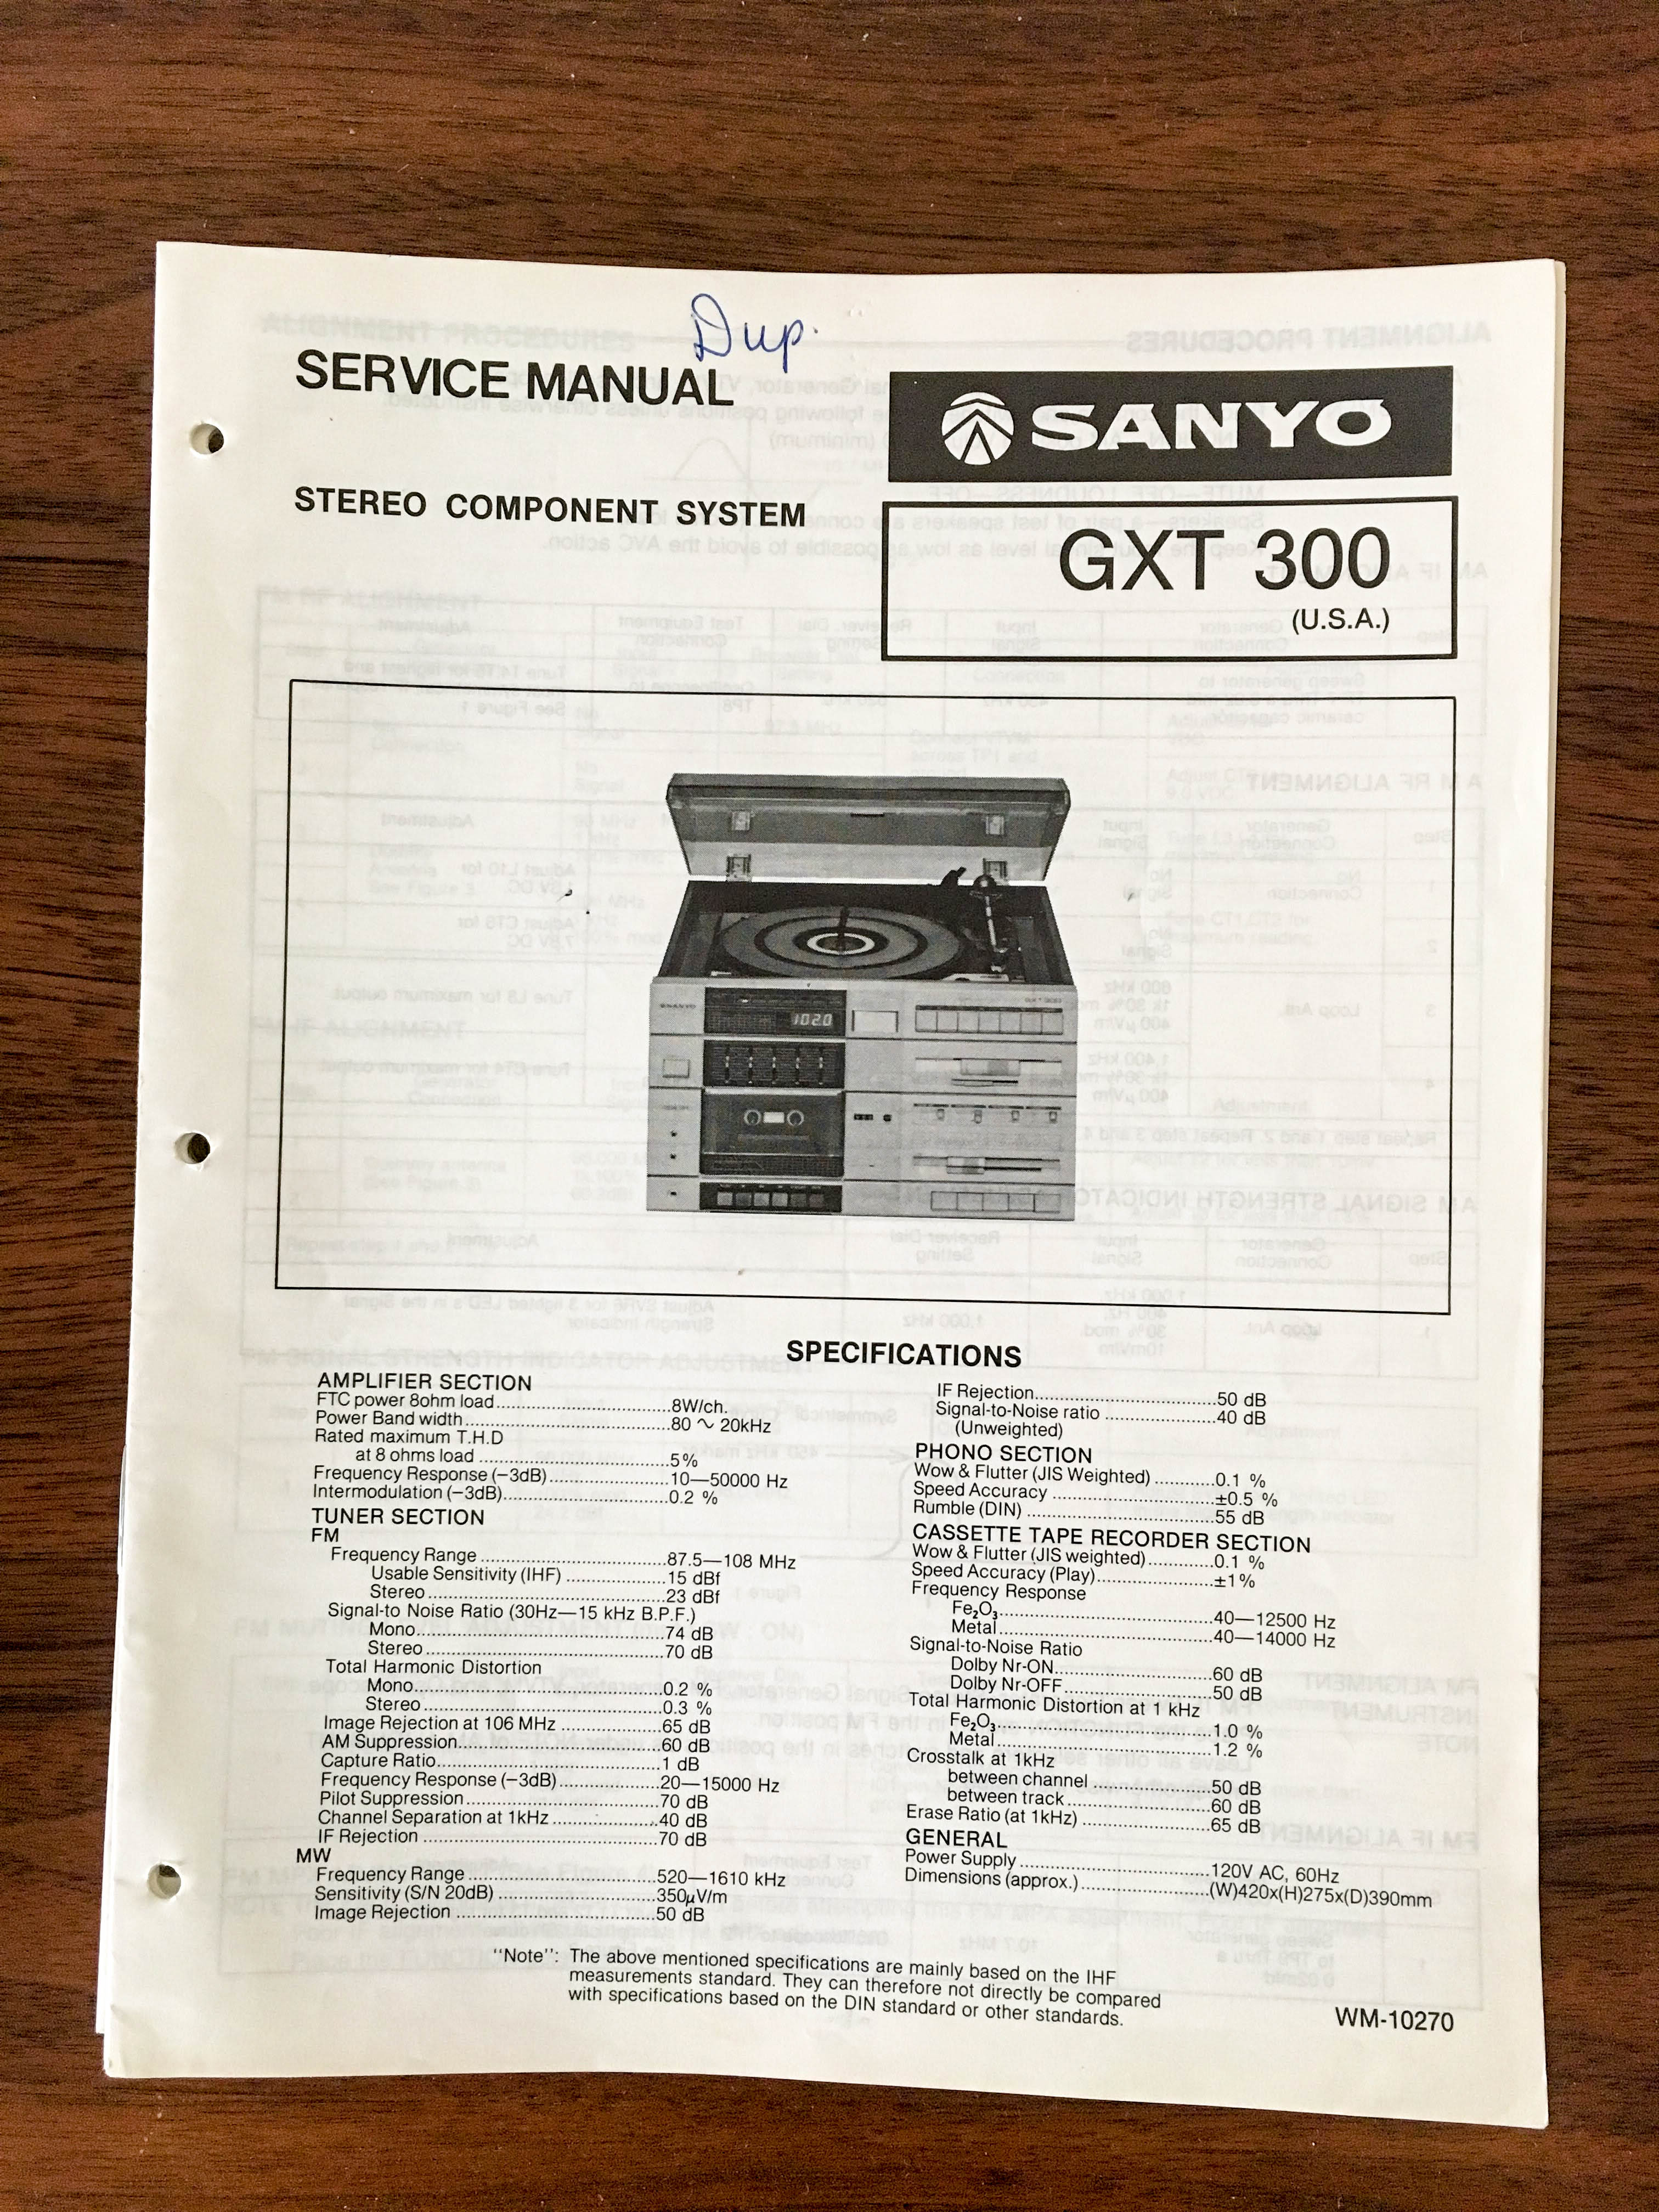 Dup.
SERVICE MANUAL
SANYO
STEREO COMPONENT SYSTEM
GXT 300
(U.S.A.)
SANYO
102.0
SPECIFICATIONS
AMPLIFIER SECTION
FTC power 8ohm load..............................8W/ch.
Power Band width...................................80 ~ 20kHz
Rated maximum T.H.D
at 8 ohms load .................................5%
Frequency Response (−3dB).....................10—50000 Hz
Intermodulation (−3dB)............................0.2 %
TUNER SECTION
FM
Frequency Range ................................87.5—108 MHz
Usable Sensitivity (IHF) .................15 dBf
Stereo.........................................23 dBf
Signal-to Noise Ratio (30Hz—15 kHz B.P.F.)
Mono..........................................74 dB
Stereo.........................................70 dB
Total Harmonic Distortion
Mono..........................................0.2 %
Stereo.........................................0.3 %
Image Rejection at 106 MHz .................65 dB
AM Suppression...................................60 dB
Capture Ratio.......................................1 dB
Frequency Response (−3dB).................20—15000 Hz
Pilot Suppression..................................70 dB
Channel Separation at 1kHz..................40 dB
IF Rejection .........................................70 dB
MW
Frequency Range .................................520—1610 kHz
Sensitivity (S/N 20dB) ...........................350μV/m
Image Rejection ...................................50 dB
IF Rejection...............................50 dB
Signal-to-Noise ratio ...................40 dB
(Unweighted)
PHONO SECTION
Wow & Flutter (JIS Weighted) ...........0.1 %
Speed Accuracy ............................±0.5 %
Rumble (DIN) .................................55 dB
CASSETTE TAPE RECORDER SECTION
Wow & Flutter (JIS weighted)............0.1 %
Speed Accuracy (Play).....................±1%
Frequency Response
Fe₂O₃......................................40—12500 Hz
Metal.......................................40—14000 Hz
Signal-to-Noise Ratio
Dolby Nr-ON............................60 dB
Dolby Nr-OFF...........................50 dB
Total Harmonic Distortion at 1 kHz
Fe₂O₃......................................1.0 %
Metal.......................................1.2 %
Crosstalk at 1kHz
between channel .....................50 dB
between track..........................60 dB
Erase Ratio (at 1kHz) .......................65 dB
GENERAL
Power Supply..................................120V AC, 60Hz
Dimensions (approx.).......................(W)420x(H)275x(D)390mm
"Note": The above mentioned specifications are mainly based on the IHF
measurements standard. They can therefore not directly be compared
with specifications based on the DIN standard or other standards.
WM-10270